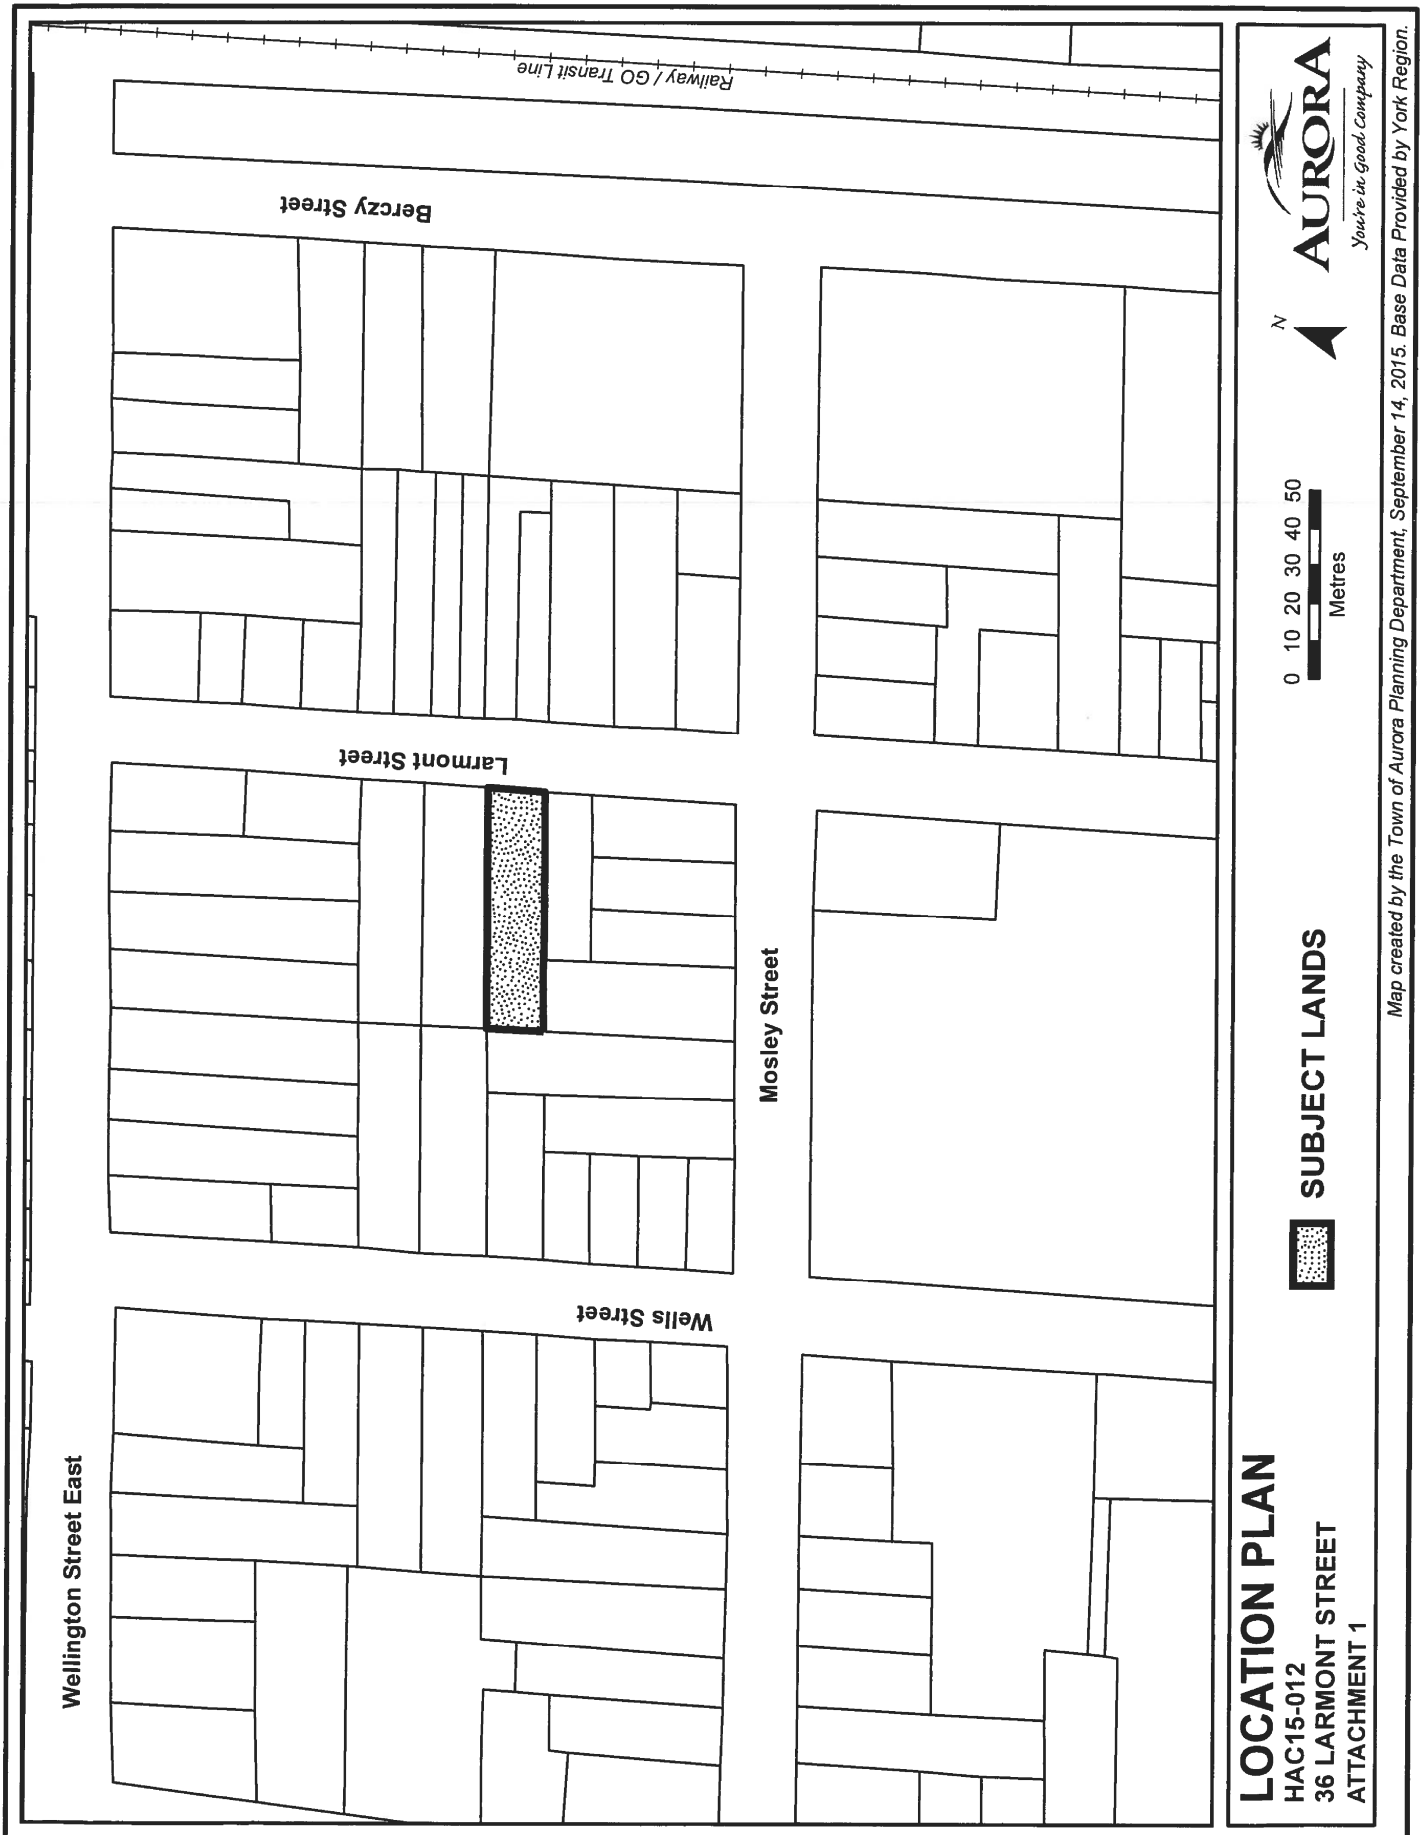 Wellington Street East
Railway / GO Transit Line
Berczy Street
Larmont Street
Mosley Street
Wells Street
LOCATION PLAN
HAC15-012
36 LARMONT STREET
ATTACHMENT 1
SUBJECT LANDS
0 10 20 30 40 50
Metres
N
AURORA
You're in Good Company
Map created by the Town of Aurora Planning Department, September 14, 2015. Base Data Provided by York Region.